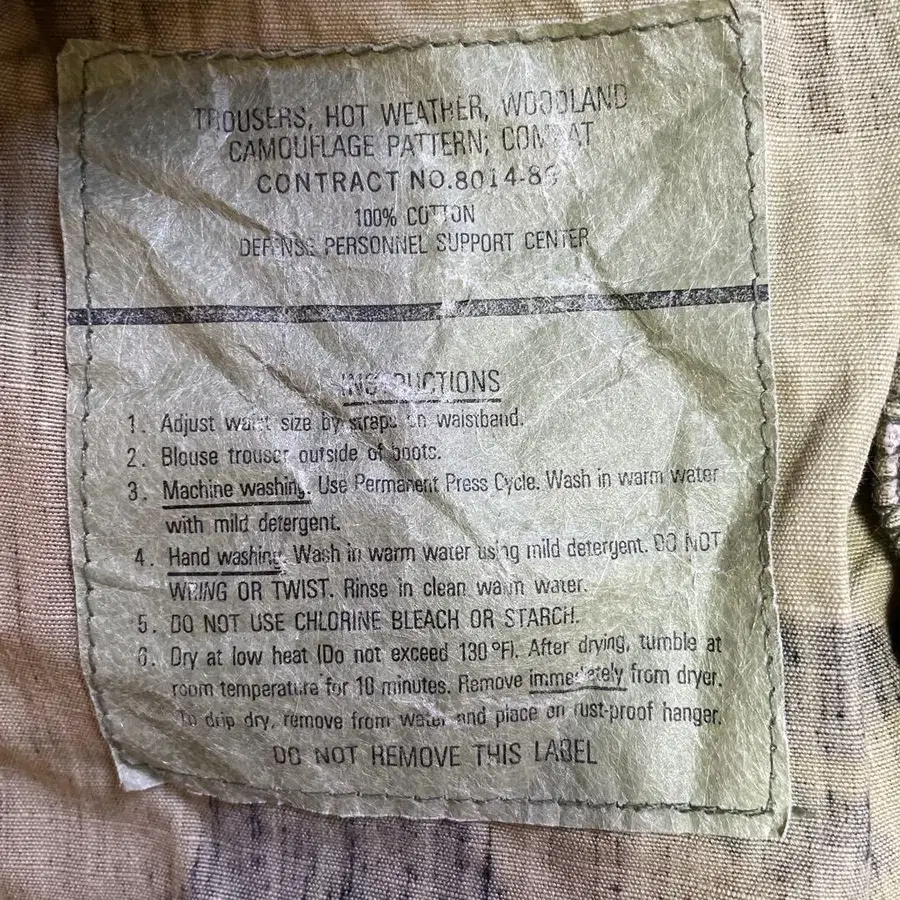 TROUSERS, HOT WEATHER, WOODLAND
CAMOUFLAGE PATTERN; COMBAT
CONTRACT NO.8014-8
100% COTTON
DEFENSE PERSONNEL SUPPORT CENTER
INSTRUCTIONS
1. Adjust waist size by straps on waistband.
2. Blouse trouser outside of boots.
3. Machine washing. Use Permanent Press Cycle. Wash in warm water
with mild detergent.
4. Hand washing. Wash in warm water using mild detergent. DO NOT
WRING OR TWIST. Rinse in clean warm water.
5. DO NOT USE CHLORINE BLEACH OR STARCH.
6. Dry at low heat (Do not exceed 130°F). After drying, tumble at
room temperature for 10 minutes. Remove immediately from dryer.
To drip dry, remove from water and place on rust-proof hanger.
DO NOT REMOVE THIS LABEL